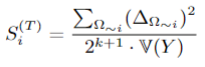 $S_i^{(T)} = \frac{\sum_{\Omega_{\sim i}} (\Delta_{\Omega_{\sim i}})^2}{2^{k+1} \cdot \mathbb{V}(Y)}$